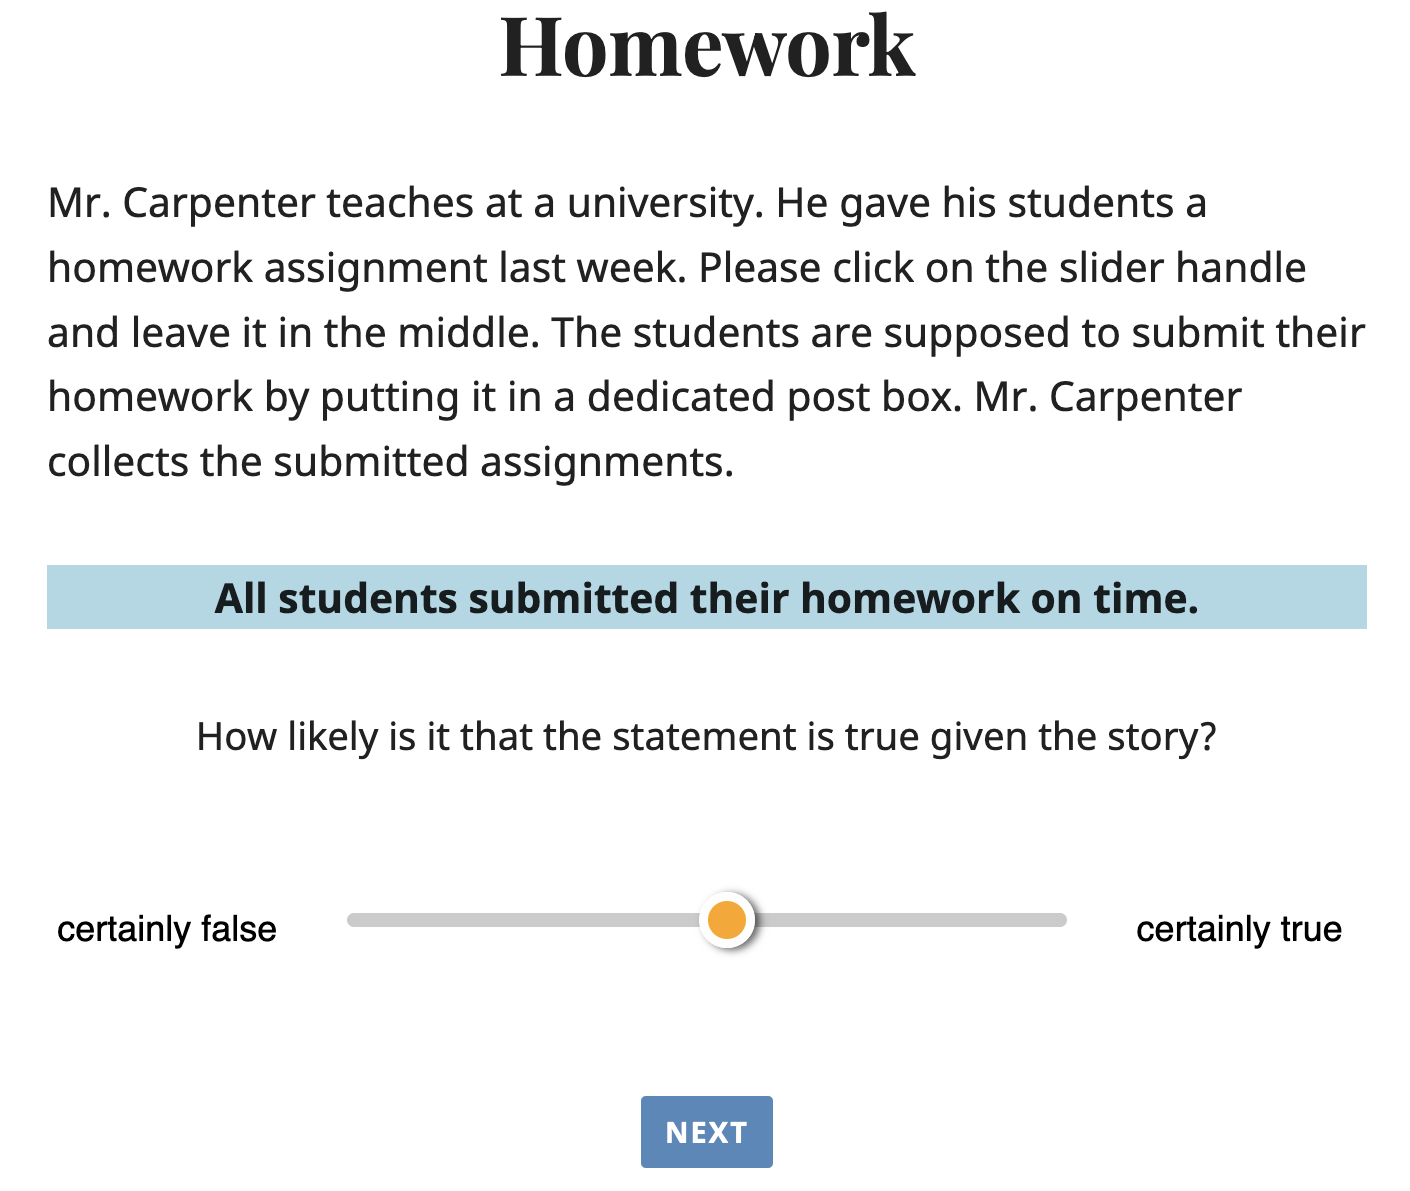 Homework
Mr. Carpenter teaches at a university. He gave his students a
homework assignment last week. Please click on the slider handle
and leave it in the middle. The students are supposed to submit their
homework by putting it in a dedicated post box. Mr. Carpenter
collects the submitted assignments.
All students submitted their homework on time.
How likely is it that the statement is true given the story?
certainly false
certainly true
NEXT